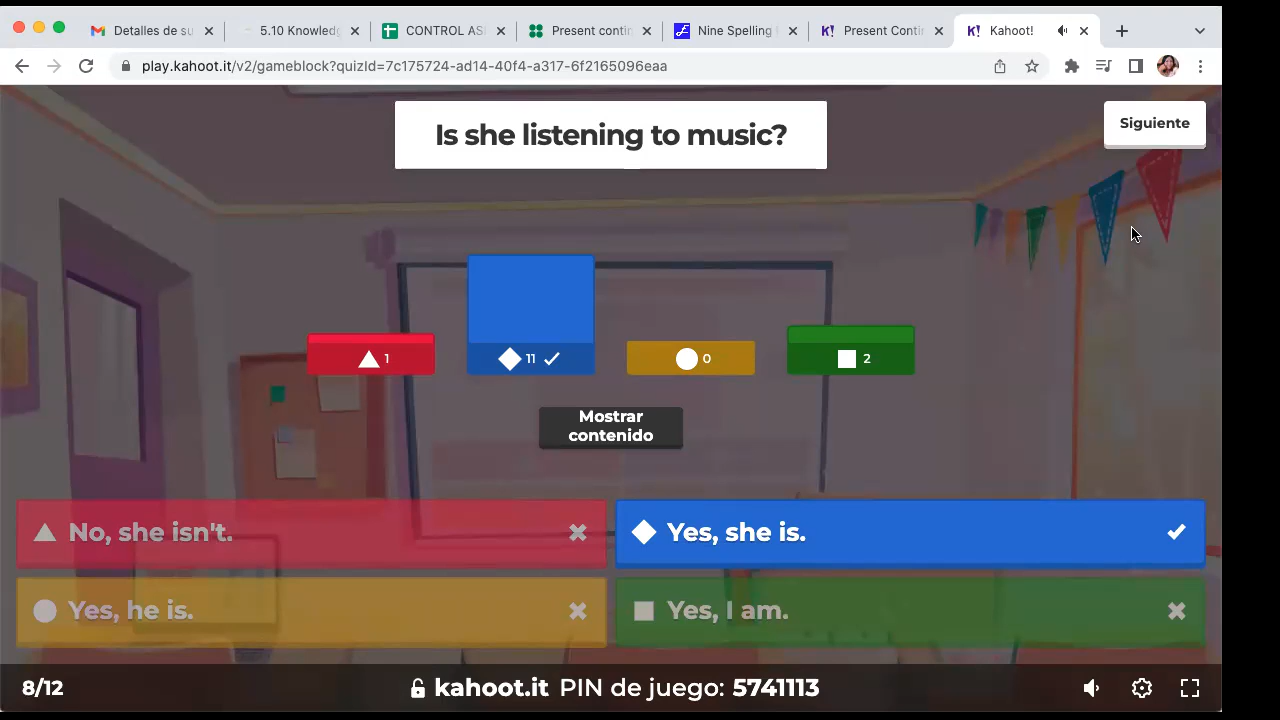 Detalles de su
5.10 Knowledg
CONTROL ASI
Present contin
Nine Spelling
K! Present Contin
K! Kahoot!
play.kahoot.it/v2/gameblock?quizId=7c175724-ad14-40f4-a317-6f2165096eaa
Is she listening to music?
Siguiente
1
11
0
2
Mostrar
contenido
No, she isn't.
Yes, she is.
Yes, he is.
Yes, I am.
8/12
kahoot.it PIN de juego: 5741113